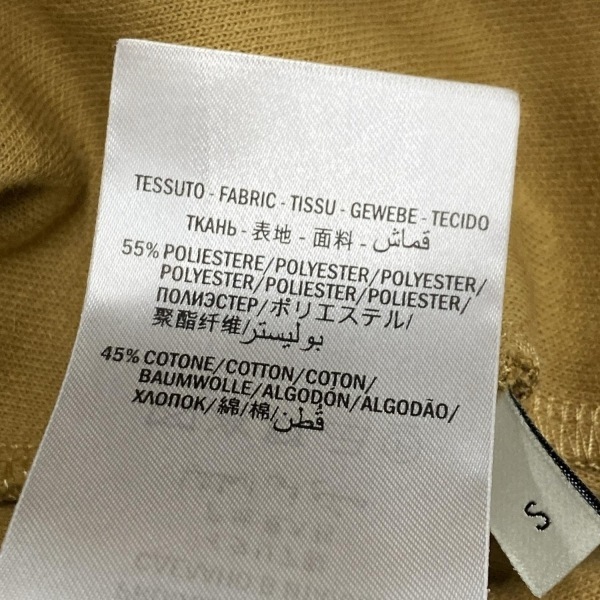 TESSUTO - FABRIC - TISSU - GEWEBE - TECIDO
ТКАНЬ - 表地 - 面料 - قماش
55% POLIESTERE/POLYESTER/POLYESTER/
POLYESTER/POLIESTER/POLIESTER/
ПОЛИЭСТЕР/ポリエステル/
聚酯纤维/بوليستر
45% COTONE/COTTON/COTON/
BAUMWOLLE/ALGODÓN/ALGODÃO/
ХЛОПОК/綿/棉/قُطن
S